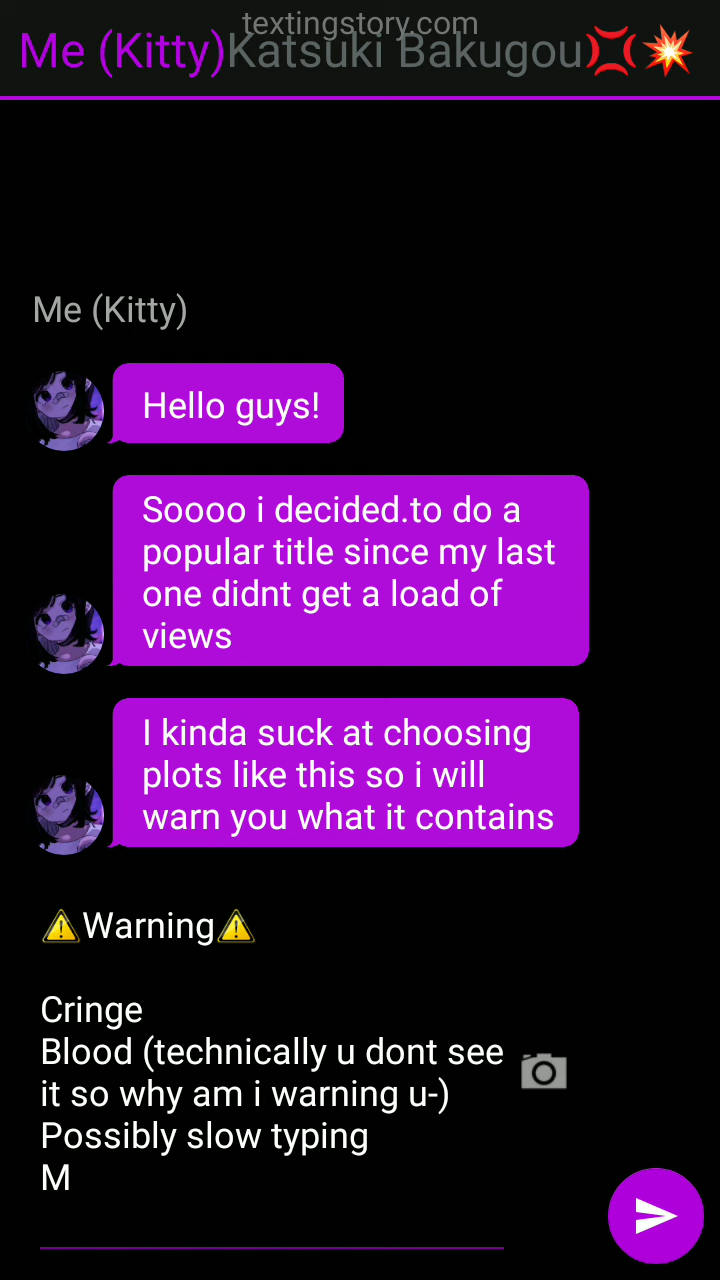 textingstory.com
Me (Kitty)Katsuki Bakugou💢💥
Me (Kitty)
Hello guys!
Soooo i decided.to do a
popular title since my last
one didnt get a load of
views
I kinda suck at choosing
plots like this so i will
warn you what it contains
⚠️Warning⚠️
Cringe
Blood (technically u dont see
it so why am i warning u-)
Possibly slow typing
M